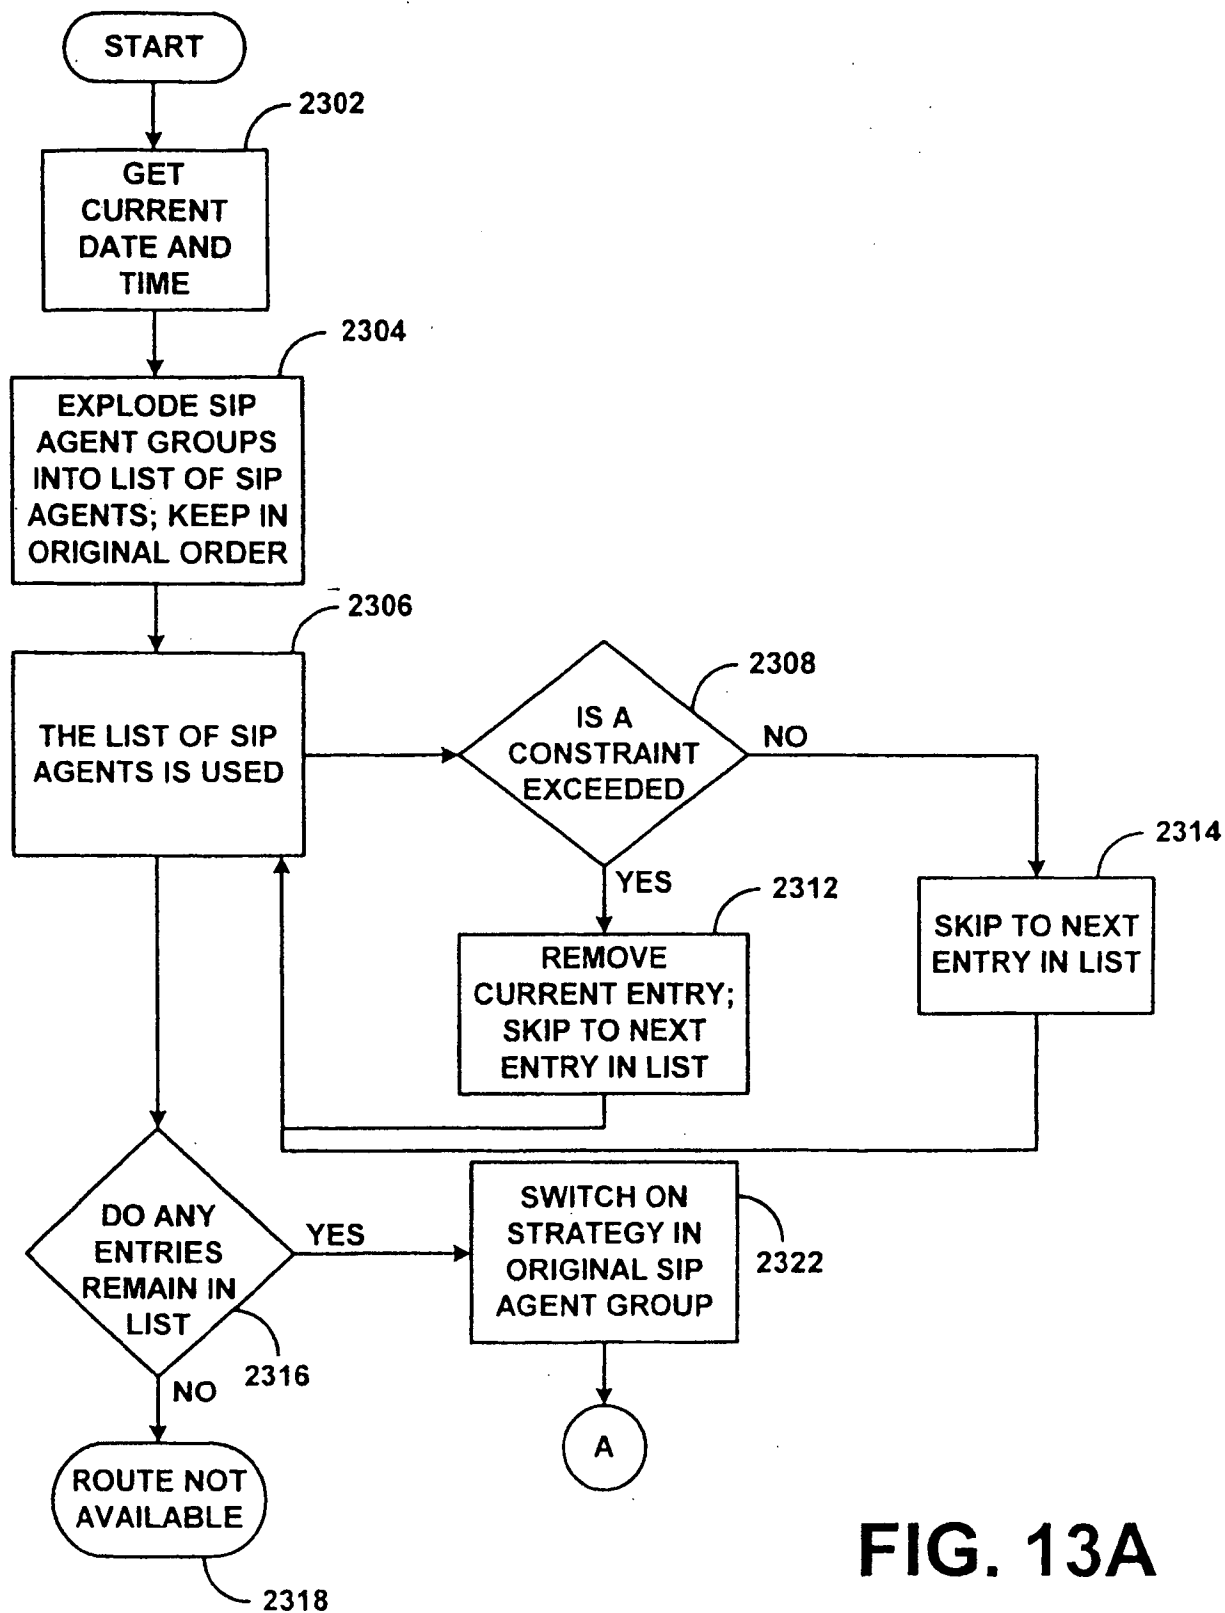 START
2302
GET
CURRENT
DATE AND
TIME
2304
EXPLODE SIP
AGENT GROUPS
INTO LIST OF SIP
AGENTS; KEEP IN
ORIGINAL ORDER
2306
THE LIST OF SIP
AGENTS IS USED
2308
IS A
CONSTRAINT
EXCEEDED
NO
YES
2312
REMOVE
CURRENT ENTRY;
SKIP TO NEXT
ENTRY IN LIST
2314
SKIP TO NEXT
ENTRY IN LIST
DO ANY
ENTRIES
REMAIN IN
LIST
2316
YES
NO
SWITCH ON
STRATEGY IN
ORIGINAL SIP
AGENT GROUP
2322
A
ROUTE NOT
AVAILABLE
2318
FIG. 13A